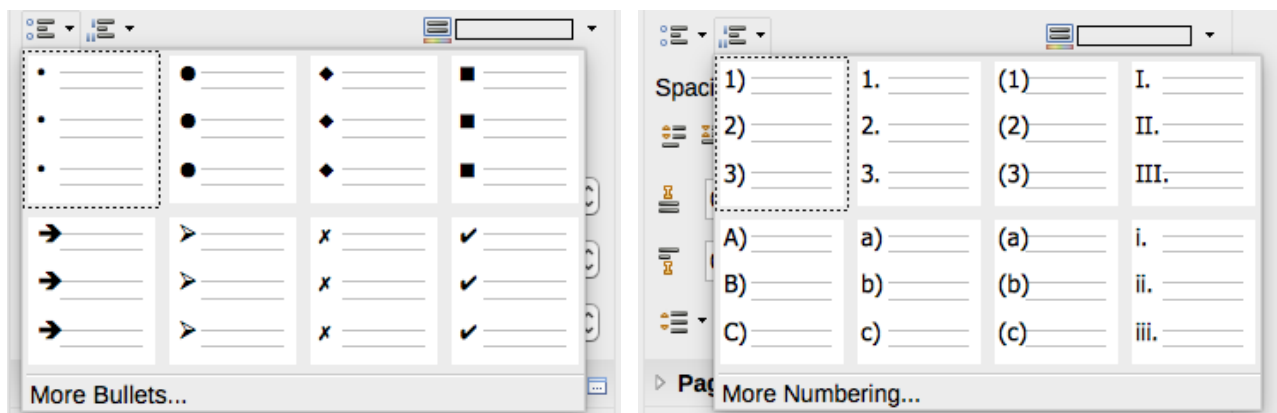 More Bullets...
Spaci
1) 1. (1) I.
2) 2. (2) II.
3) 3. (3) III.
A) a) (a) i.
B) b) (b) ii.
C) c) (c) iii.
Pag
More Numbering...